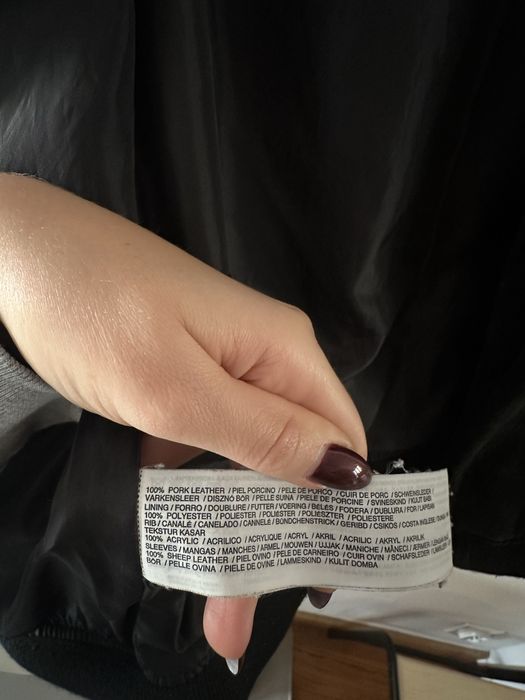 100% PORK LEATHER / PIEL PORCINO / PELE DE PORCO / CUIR DE PORC / SCHWEINSLEDER /
VARKENSLEER / DISZNÓ BŐR / PELLE SUINA / PIELE DE PORCINE / SVINESKIND / KULIT BABI
LINING / FORRO / DOUBLURE / FUTTER / VOERING / BÉLÉS / FODERA / DUBLURA / FOR / LAPISAN
100% POLYESTER / POLIESTER / POLIESZTER / POLIESTERE
RIB / CANALÉ / CANELADO / CANNELÉ / BONDCHENSTRICK / GERIBD / CSÍKOS / COSTA INGLESE /
TEKSTUR KASAR
100% ACRYLIC / ACRÍLICO / ACRYLIQUE / ACRYL / AKRIL / ACRILIC / AKRYL / AKRILIK
SLEEVES / MANGAS / MANCHES / ÄRMEL / MOUWEN / UJJAK / MANICHE / MÂNECI / ÆRMER /
100% SHEEP LEATHER / PIEL OVINO / PELE DE CARNEIRO / CUIR OVIN / SCHAFSLEDER /
BŐR / PELLE OVINA / PIELE DE OVINE / LAMMESKIND / KULIT DOMBA